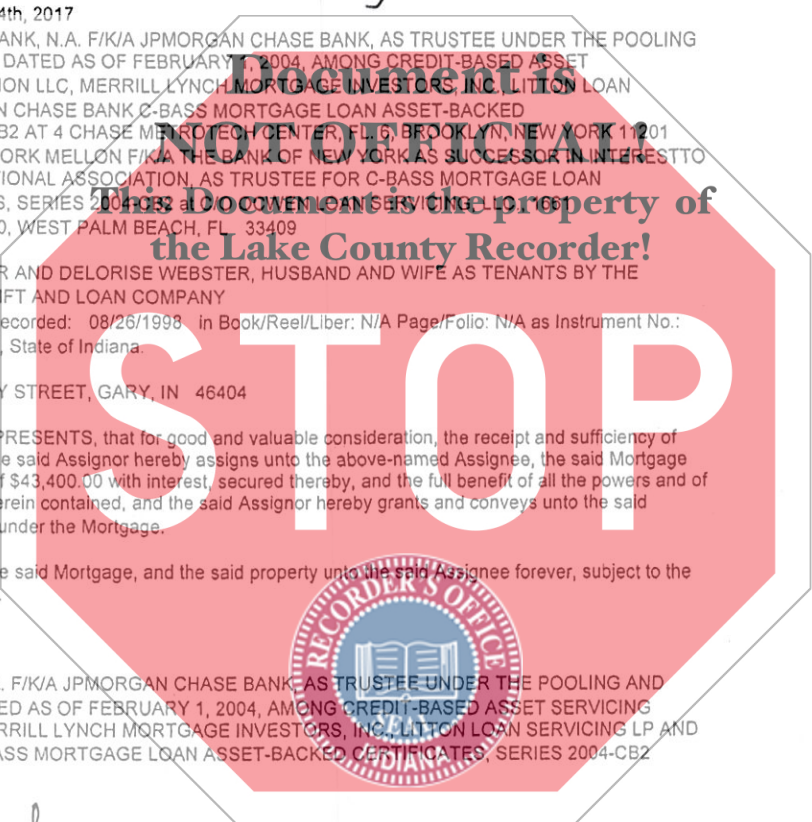 4th, 2017
ANK, N.A. F/K/A JPMORGAN CHASE BANK, AS TRUSTEE UNDER THE POOLING
DATED AS OF FEBRUARY 1, 2004, AMONG CREDIT-BASED ASSET
ION LLC, MERRILL LYNCH MORTGAGE INVESTORS, INC., LITTON LOAN
N CHASE BANK C-BASS MORTGAGE LOAN ASSET-BACKED
B2 AT 4 CHASE METROTECH CENTER, FL. 6, BROOKLYN, NEW YORK 11201
ORK MELLON F/K/A THE BANK OF NEW YORK AS SUCCESSOR IN INTERESTTO
IONAL ASSOCIATION, AS TRUSTEE FOR C-BASS MORTGAGE LOAN
S, SERIES 2004-CB2 at C/O OCWEN LOAN SERVICING, LLC, 1661
0, WEST PALM BEACH, FL 33409
Document is
NOT OFFICIAL!
This Document is the property of
the Lake County Recorder!
R AND DELORISE WEBSTER, HUSBAND AND WIFE AS TENANTS BY THE
IFT AND LOAN COMPANY
ecorded: 08/26/1998 in Book/Reel/Liber: N/A Page/Folio: N/A as Instrument No.:
, State of Indiana.
Y STREET, GARY, IN 46404
STOP
PRESENTS, that for good and valuable consideration, the receipt and sufficiency of
e said Assignor hereby assigns unto the above-named Assignee, the said Mortgage
f $43,400.00 with interest, secured thereby, and the full benefit of all the powers and of
erein contained, and the said Assignor hereby grants and conveys unto the said
under the Mortgage.
e said Mortgage, and the said property unto the said Assignee forever, subject to the
RECORDER'S OFFICE
SEAL
INDIANA
. F/K/A JPMORGAN CHASE BANK, AS TRUSTEE UNDER THE POOLING AND
ED AS OF FEBRUARY 1, 2004, AMONG CREDIT-BASED ASSET SERVICING
RRILL LYNCH MORTGAGE INVESTORS, INC., LITTON LOAN SERVICING LP AND
ASS MORTGAGE LOAN ASSET-BACKED CERTIFICATES, SERIES 2004-CB2